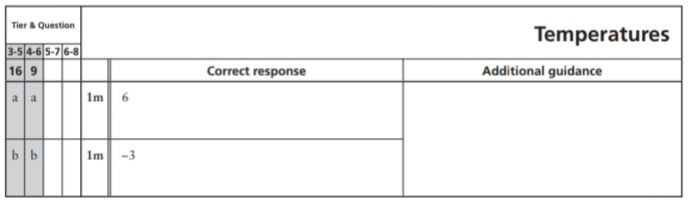 Tier & Question
Temperatures
3-5 4-6 5-7 6-8
16 9 Correct response Additional guidance
a a 1m 6
b b 1m −3